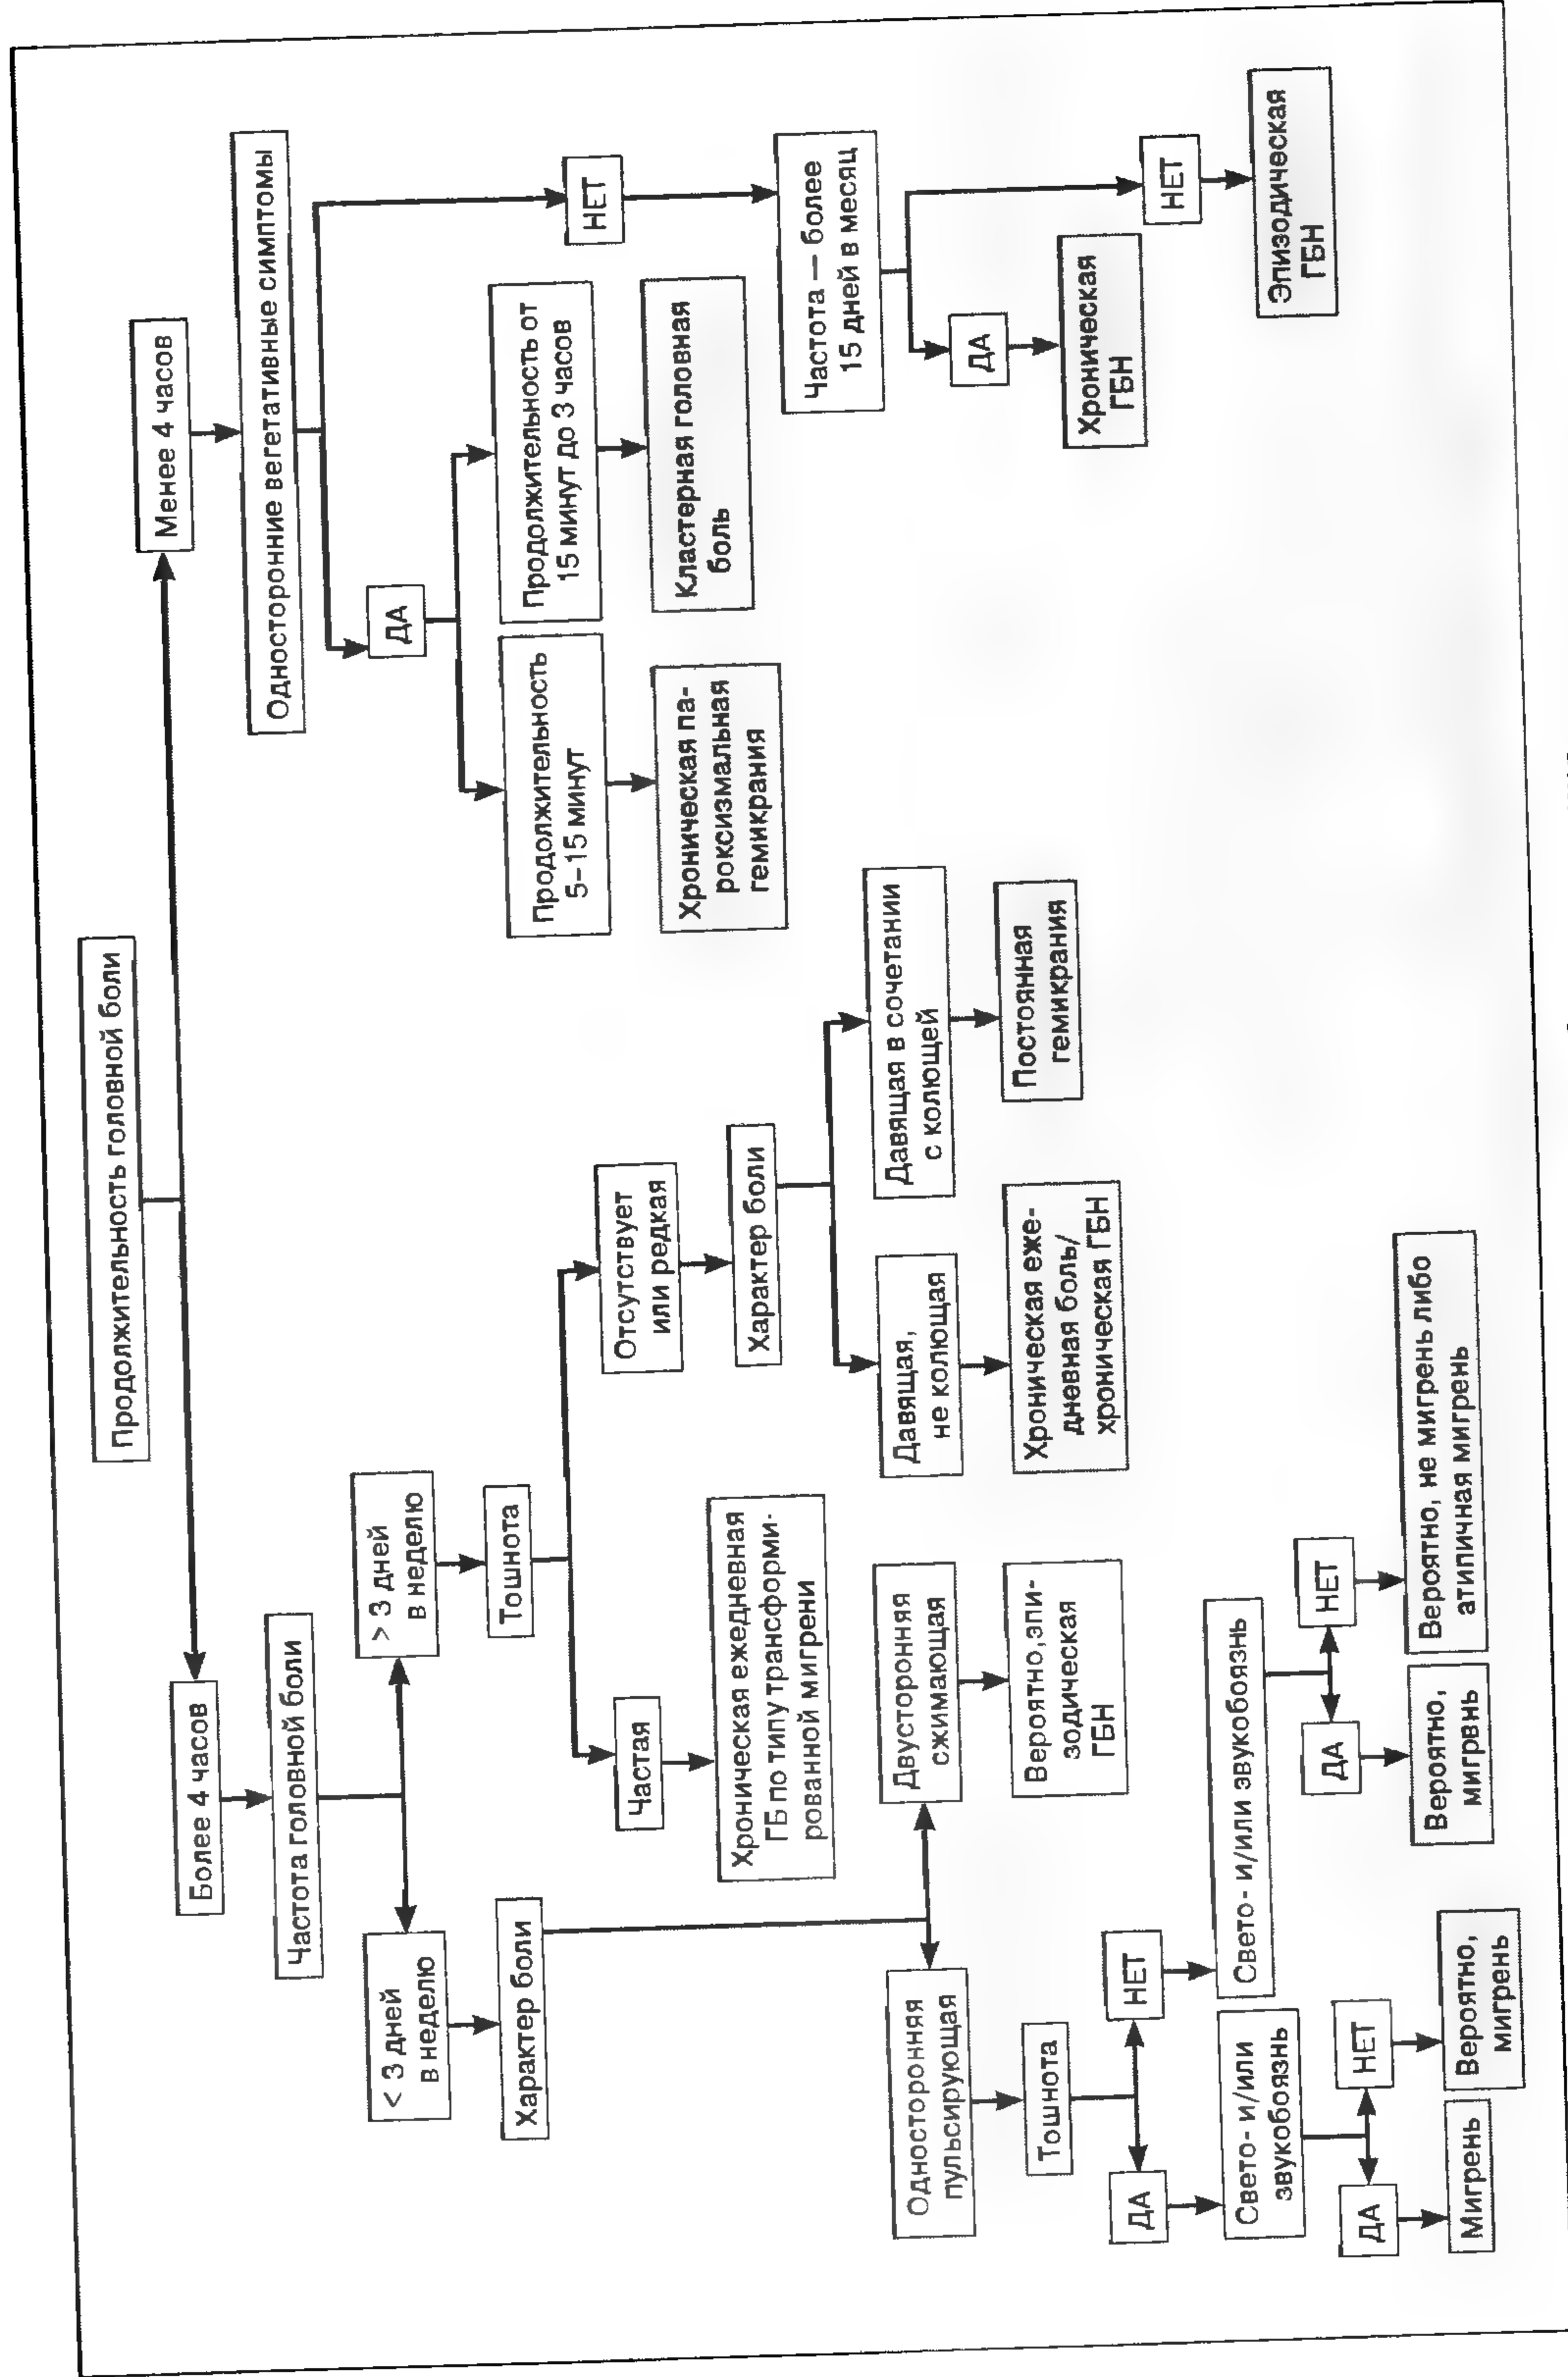 Продолжительность головной боли
Более 4 часов
Менее 4 часов
Частота головной боли
Односторонние вегетативные симптомы
< 3 дней
в неделю
> 3 дней
в неделю
ДА
НЕТ
Характер боли
Тошнота
Продолжительность
5–15 минут
Продолжительность от
15 минут до 3 часов
Частая
Отсутствует
или редкая
Хроническая па-
роксизмальная
гемикрания
Кластерная головная
боль
Хроническая ежедневная
ГБ по типу трансформи-
рованной мигрени
Характер боли
Частота — более
15 дней в месяц
Односторонняя
пульсирующая
Двусторонняя
сжимающая
Давящая,
не колющая
Давящая в сочетании
с колющей
ДА
НЕТ
Тошнота
Вероятно,эпи-
зодическая
ГБН
Хроническая еже-
дневная боль/
хроническая ГБН
Постоянная
гемикрания
Хроническая
ГБН
Эпизодическая
ГБН
ДА
НЕТ
Свето- и/или
звукобоязнь
Свето- и/или звукобоязнь
ДА
НЕТ
ДА
НЕТ
Мигрень
Вероятно,
мигрень
Вероятно,
мигрвнь
Вероятно, не мигрень либо
атипичная мигрень